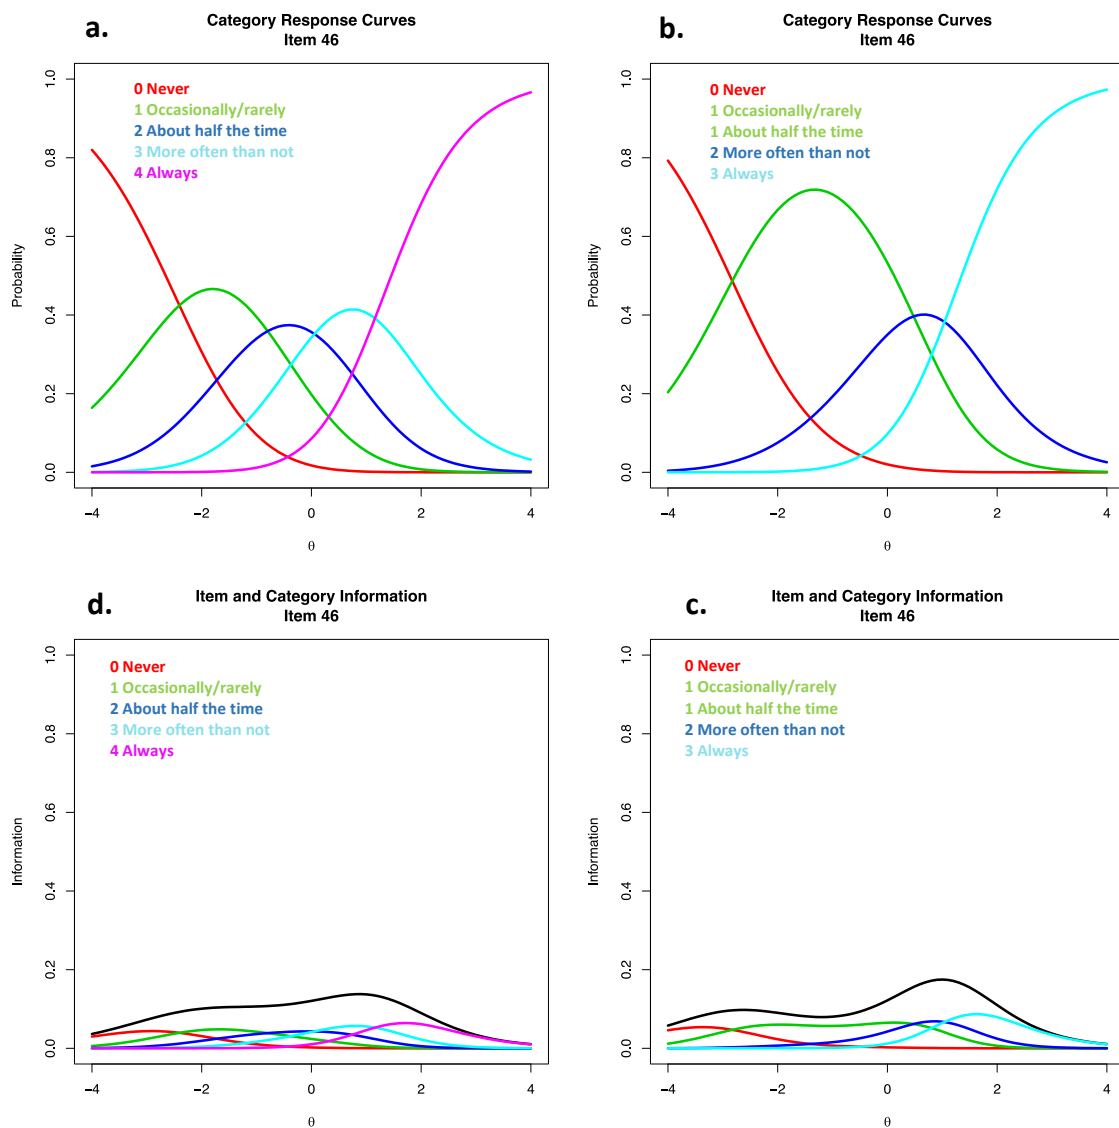 a.
Category Response Curves
Item 46
0 Never
1 Occasionally/rarely
2 About half the time
3 More often than not
4 Always
1.0
0.8
0.6
0.4
0.2
0.0
Probability
−4
−2
0
2
4
θ
b.
Category Response Curves
Item 46
0 Never
1 Occasionally/rarely
1 About half the time
2 More often than not
3 Always
1.0
0.8
0.6
0.4
0.2
0.0
Probability
−4
−2
0
2
4
θ
d.
Item and Category Information
Item 46
0 Never
1 Occasionally/rarely
2 About half the time
3 More often than not
4 Always
1.0
0.8
0.6
0.4
0.2
0.0
Information
−4
−2
0
2
4
θ
c.
Item and Category Information
Item 46
0 Never
1 Occasionally/rarely
1 About half the time
2 More often than not
3 Always
1.0
0.8
0.6
0.4
0.2
0.0
Information
−4
−2
0
2
4
θ